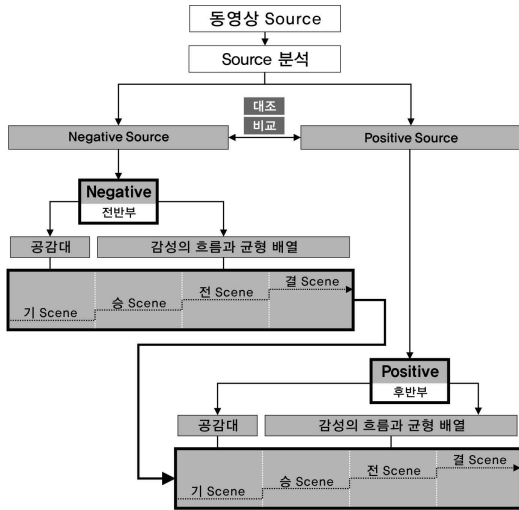 동영상 Source
Source 분석
대조
비교
Negative Source
Positive Source
Negative
전반부
공감대
감성의 흐름과 균형 배열
기 Scene
승 Scene
전 Scene
결 Scene
Positive
후반부
공감대
감성의 흐름과 균형 배열
기 Scene
승 Scene
전 Scene
결 Scene